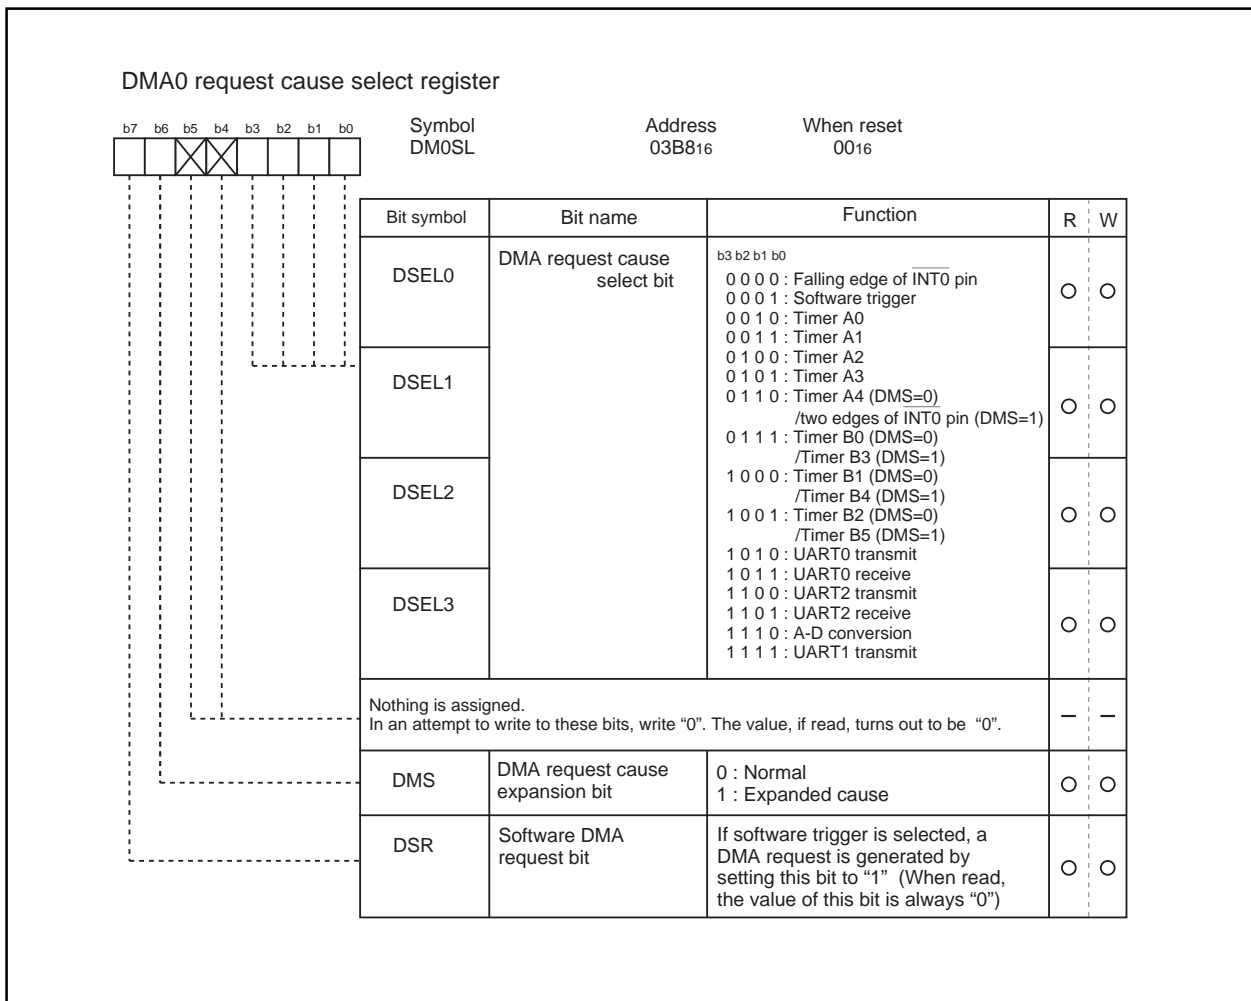 DMA0 request cause select register
b7 b6 b5 b4 b3 b2 b1 b0
Symbol Address When reset
DM0SL 03B816 0016
Bit symbol Bit name Function R W
DSEL0
DSEL1
DSEL2
DSEL3
DMA request cause
select bit
b3 b2 b1 b0
0 0 0 0 : Falling edge of INT0 pin
0 0 0 1 : Software trigger
0 0 1 0 : Timer A0
0 0 1 1 : Timer A1
0 1 0 0 : Timer A2
0 1 0 1 : Timer A3
0 1 1 0 : Timer A4 (DMS=0)
/two edges of INT0 pin (DMS=1)
0 1 1 1 : Timer B0 (DMS=0)
/Timer B3 (DMS=1)
1 0 0 0 : Timer B1 (DMS=0)
/Timer B4 (DMS=1)
1 0 0 1 : Timer B2 (DMS=0)
/Timer B5 (DMS=1)
1 0 1 0 : UART0 transmit
1 0 1 1 : UART0 receive
1 1 0 0 : UART2 transmit
1 1 0 1 : UART2 receive
1 1 1 0 : A-D conversion
1 1 1 1 : UART1 transmit
Nothing is assigned.
In an attempt to write to these bits, write “0”. The value, if read, turns out to be “0”.
DMS
DMA request cause
expansion bit
0 : Normal
1 : Expanded cause
DSR
Software DMA
request bit
If software trigger is selected, a
DMA request is generated by
setting this bit to “1” (When read,
the value of this bit is always “0”)